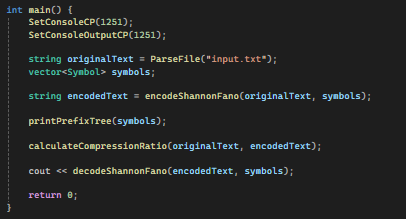 int main() {
SetConsoleCP(1251);
SetConsoleOutputCP(1251);
string originalText = ParseFile("input.txt");
vector<Symbol> symbols;
string encodedText = encodeShannonFano(originalText, symbols);
printPrefixTree(symbols);
calculateCompressionRatio(originalText, encodedText);
cout << decodeShannonFano(encodedText, symbols);
return 0;
}